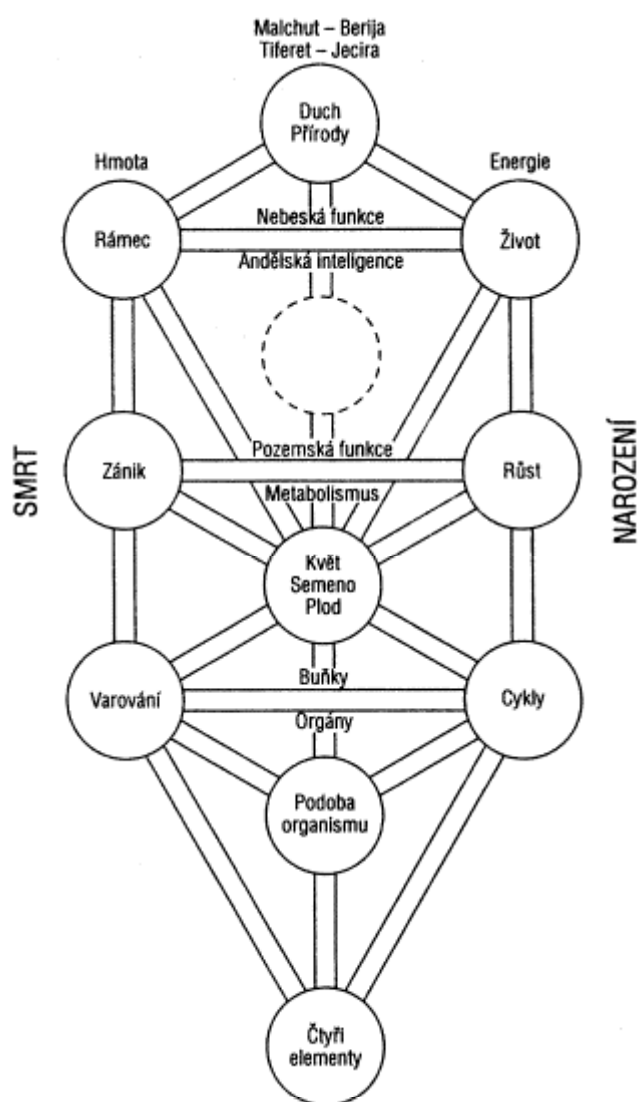 Malchut – Berija
Tiferet – Jecira
Duch
Přírody
Hmota
Energie
Nebeská funkce
Rámec
Život
Andělská inteligence
Pozemská funkce
Zánik
Růst
SMRT
NAROZENÍ
Metabolismus
Květ
Semeno
Plod
Buňky
Varování
Cykly
Orgány
Podoba
organismu
Čtyři
elementy